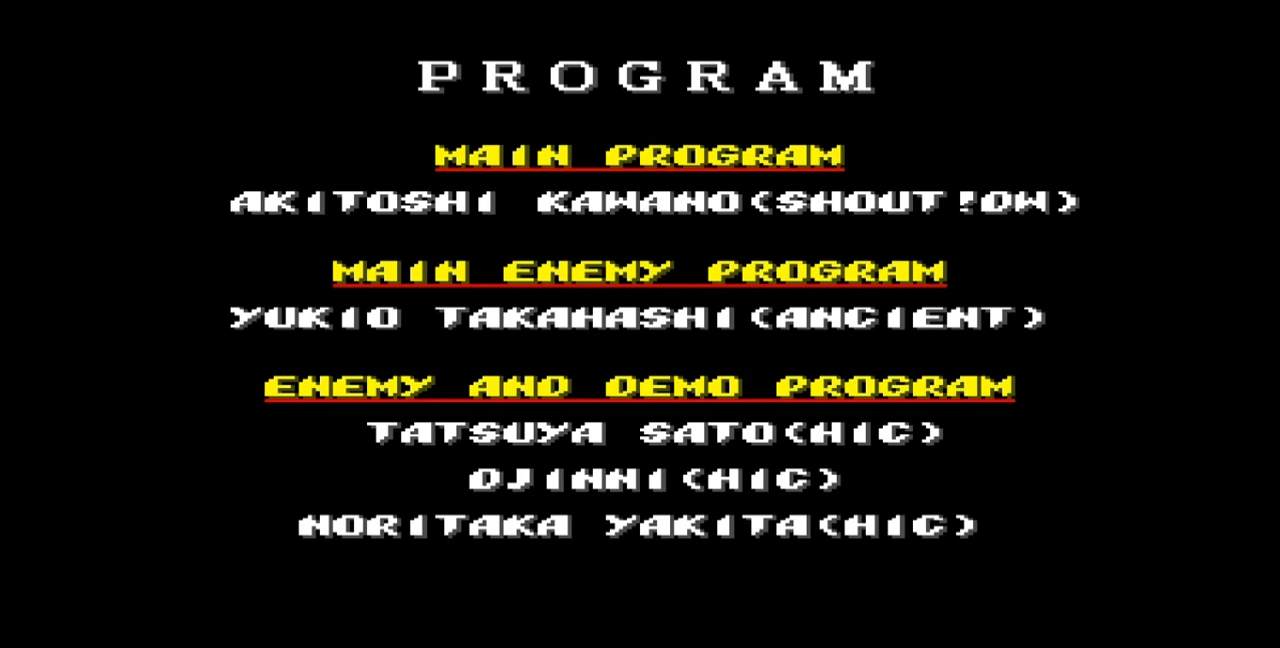 PROGRAM
MAIN PROGRAM
AKITOSHI KAWANO(SHOUT!DW)
MAIN ENEMY PROGRAM
YUKIO TAKAHASHI(ANCIENT)
ENEMY AND DEMO PROGRAM
TATSUYA SATO(HIC)
OJINNI(HIC)
NORITAKA YAKITA(HIC)